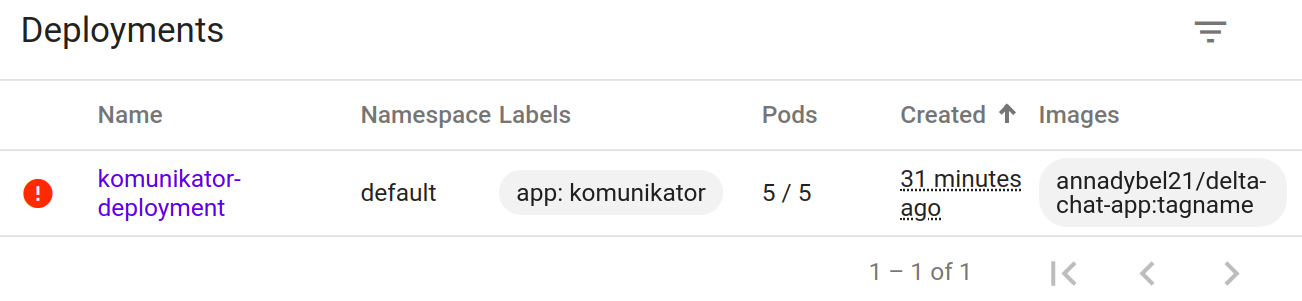 Deployments
Name Namespace Labels Pods Created Images
komunikator-
deployment
default
app: komunikator
5 / 5
31 minutes
ago
annadybel21/delta-
chat-app:tagname
1 – 1 of 1